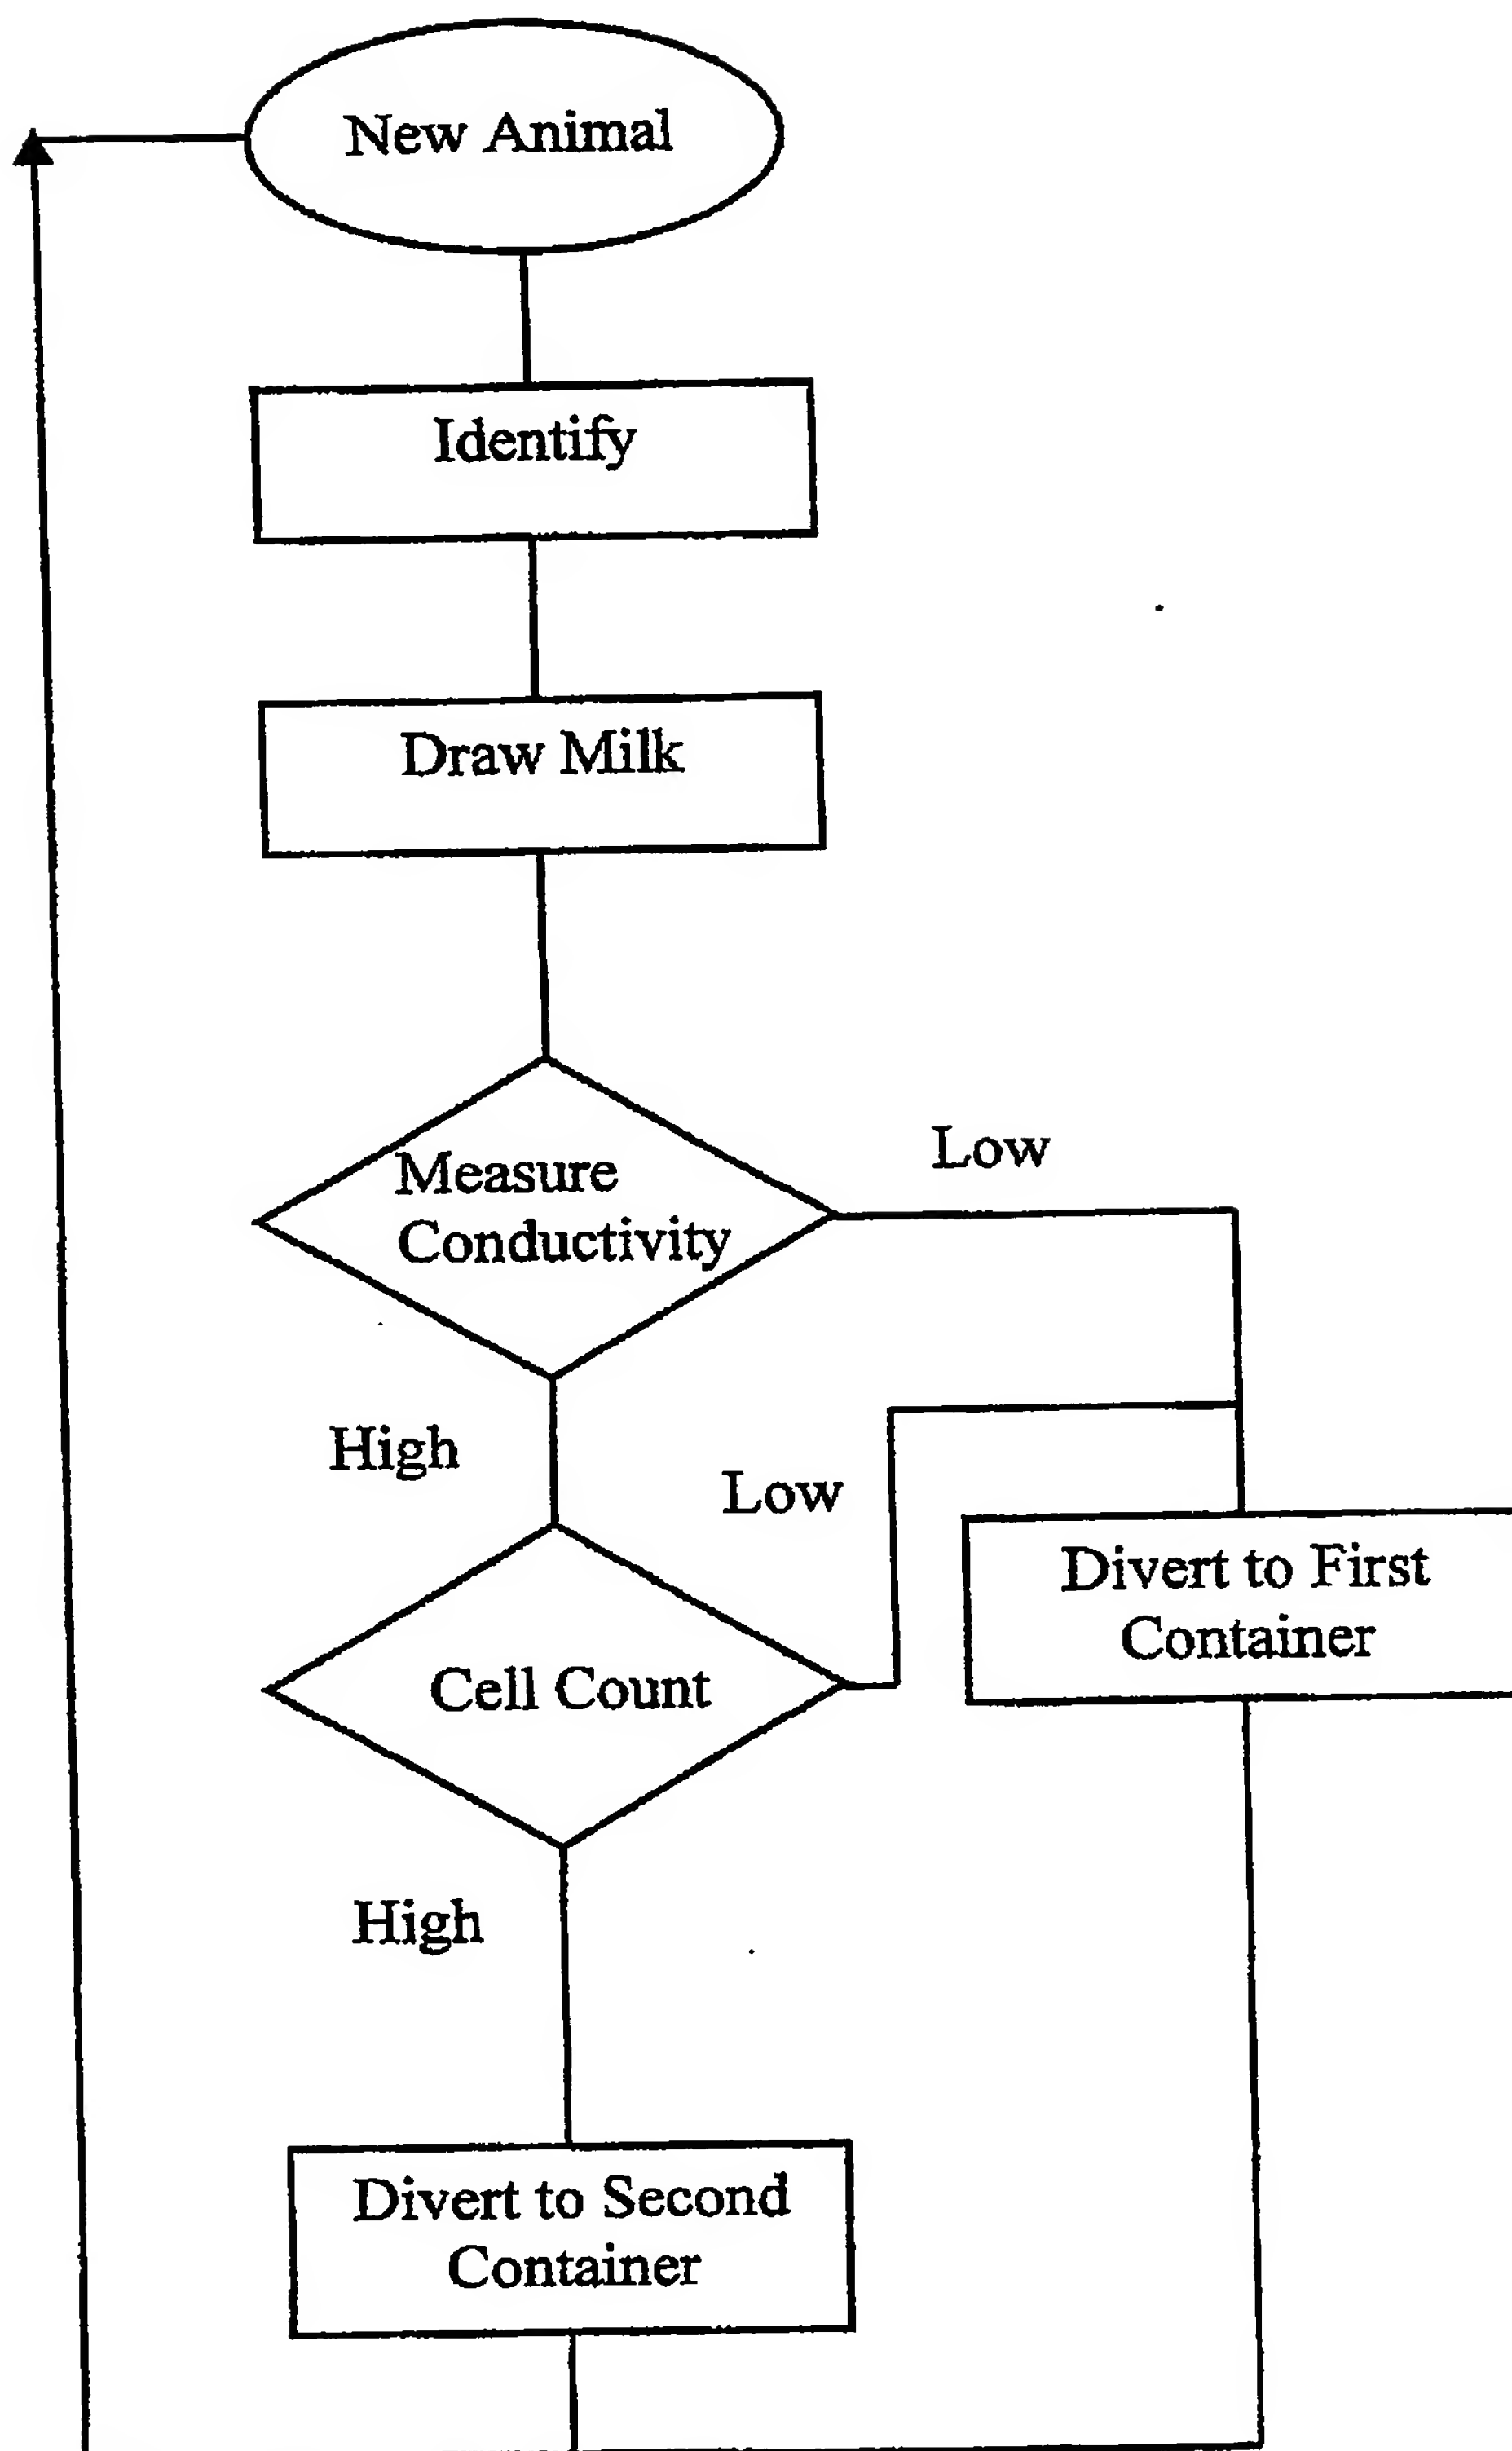 New Animal
Identify
Draw Milk
Measure
Conductivity
Low
High
Low
Divert to First
Container
Cell Count
High
Divert to Second
Container